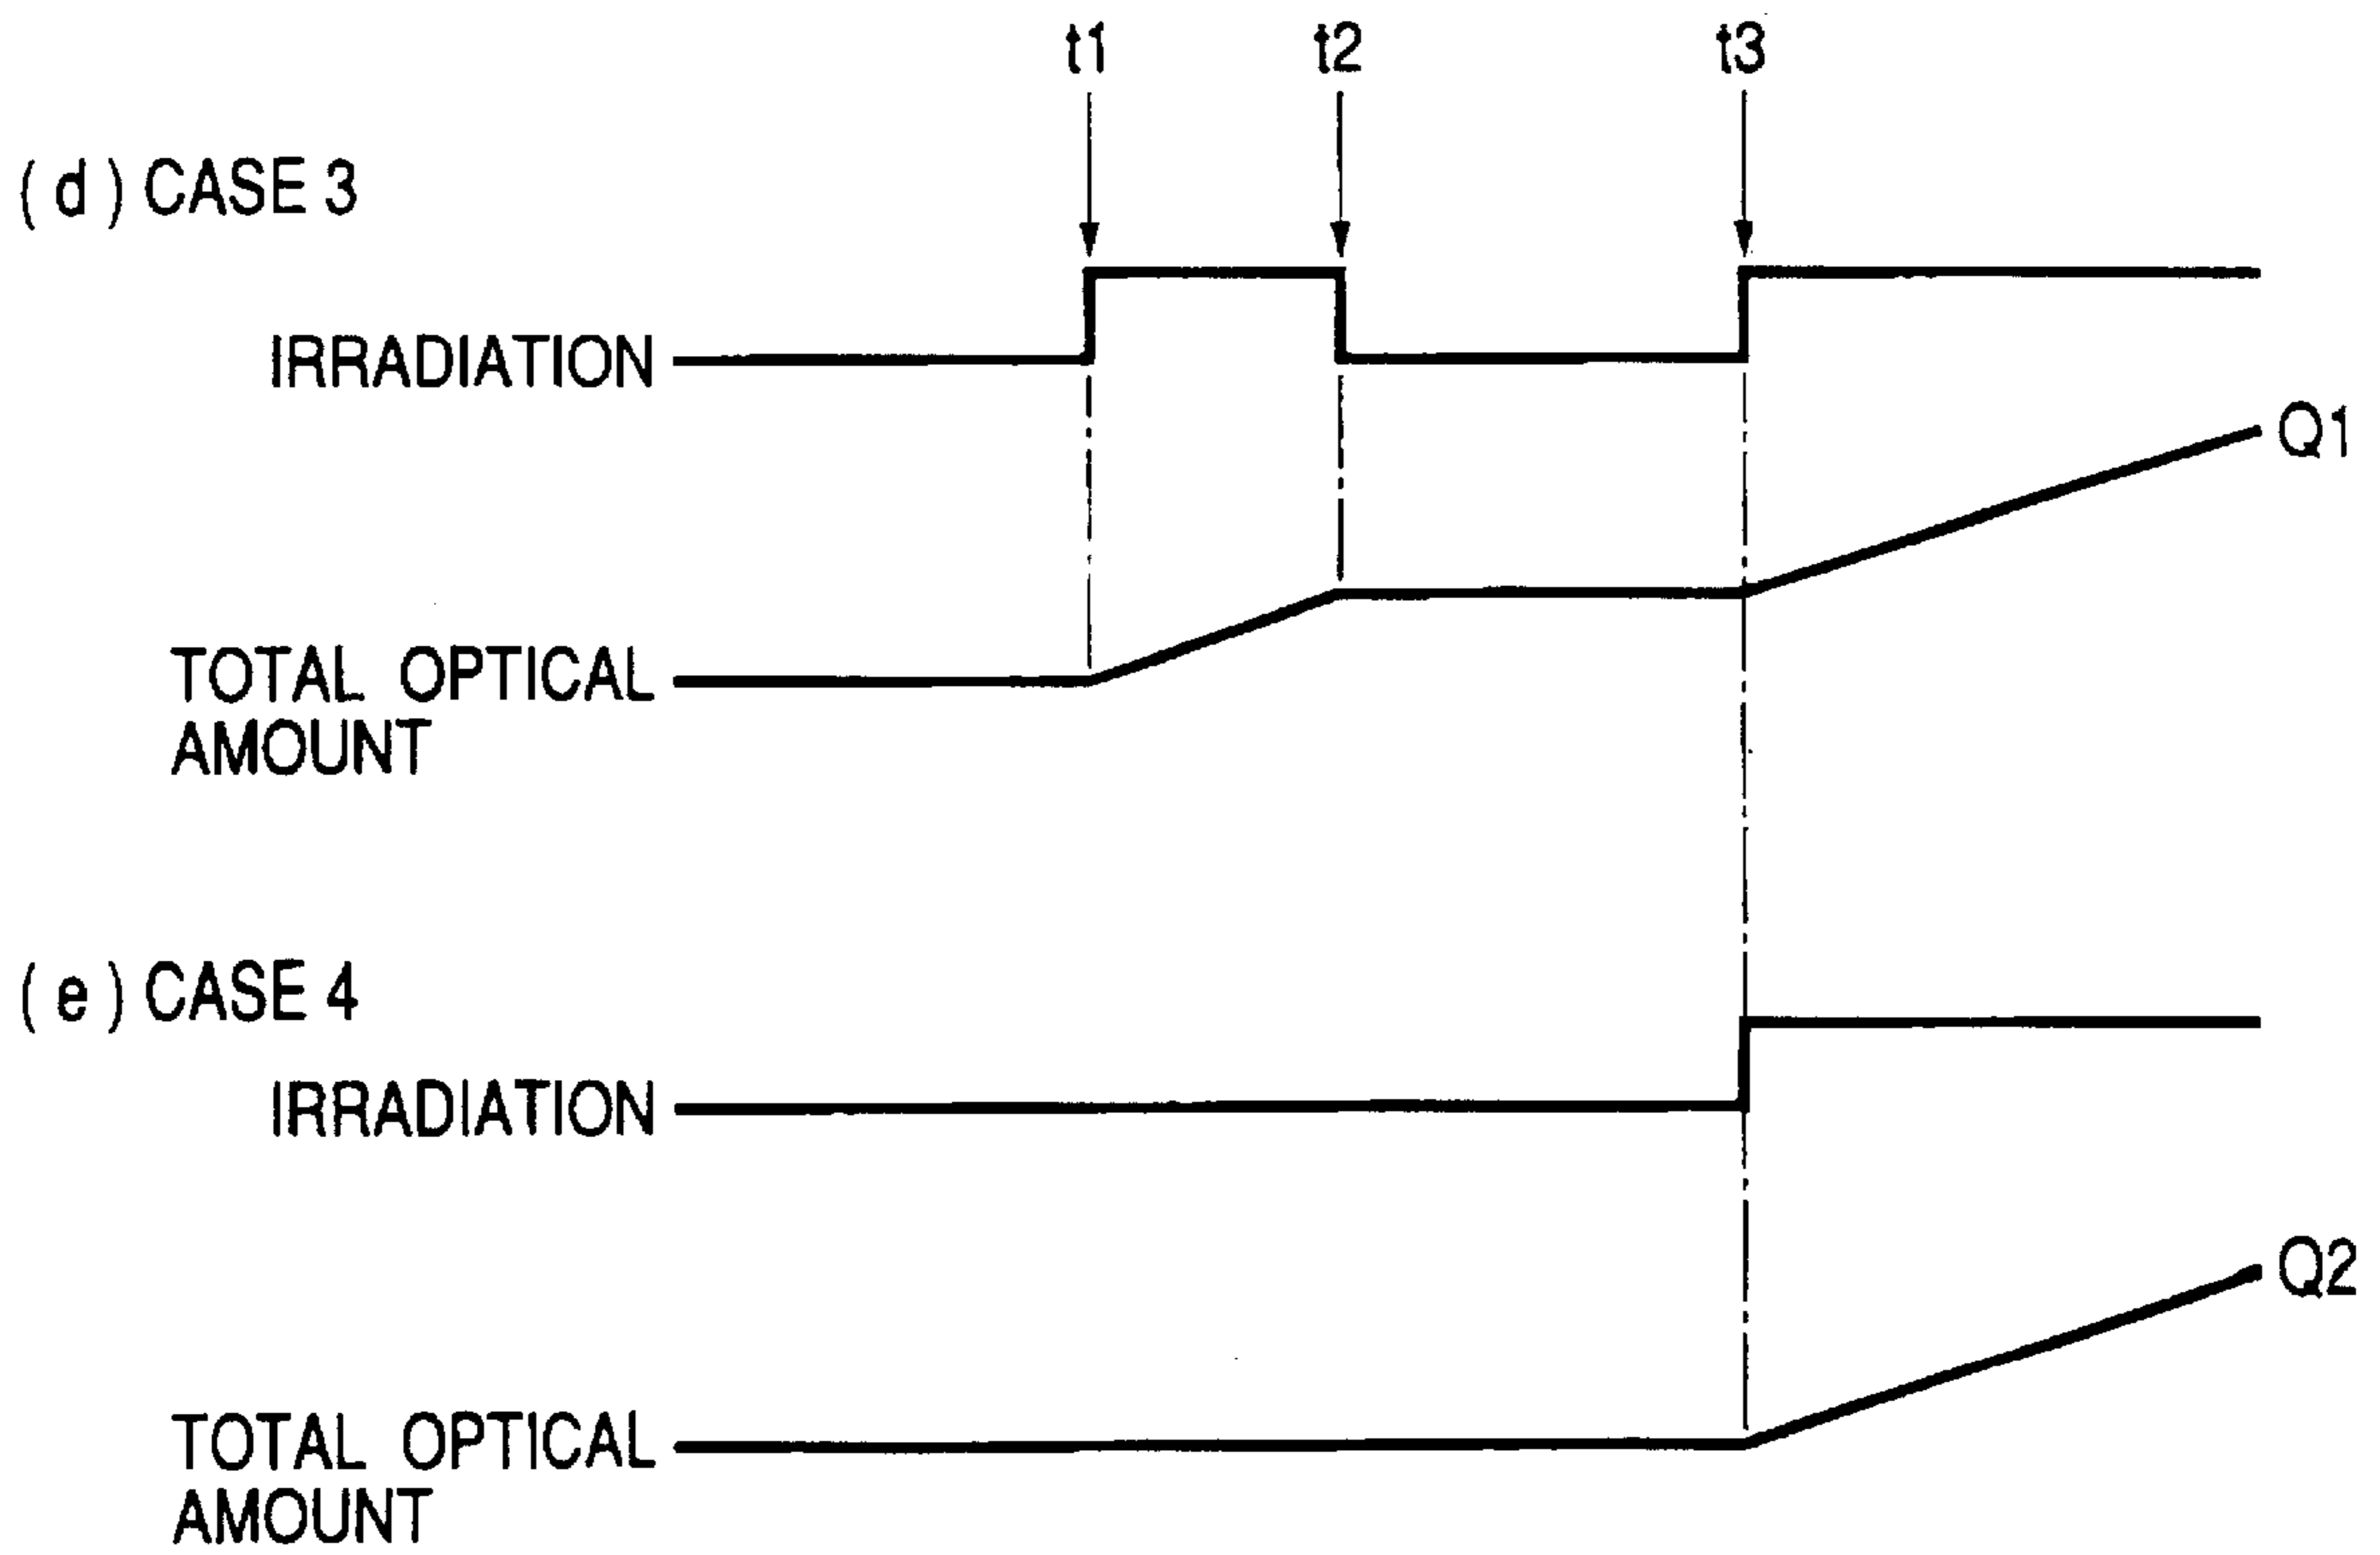 t1 t2 t3
(d) CASE 3
IRRADIATION
Q1
TOTAL OPTICAL
AMOUNT
(e) CASE 4
IRRADIATION
Q2
TOTAL OPTICAL
AMOUNT